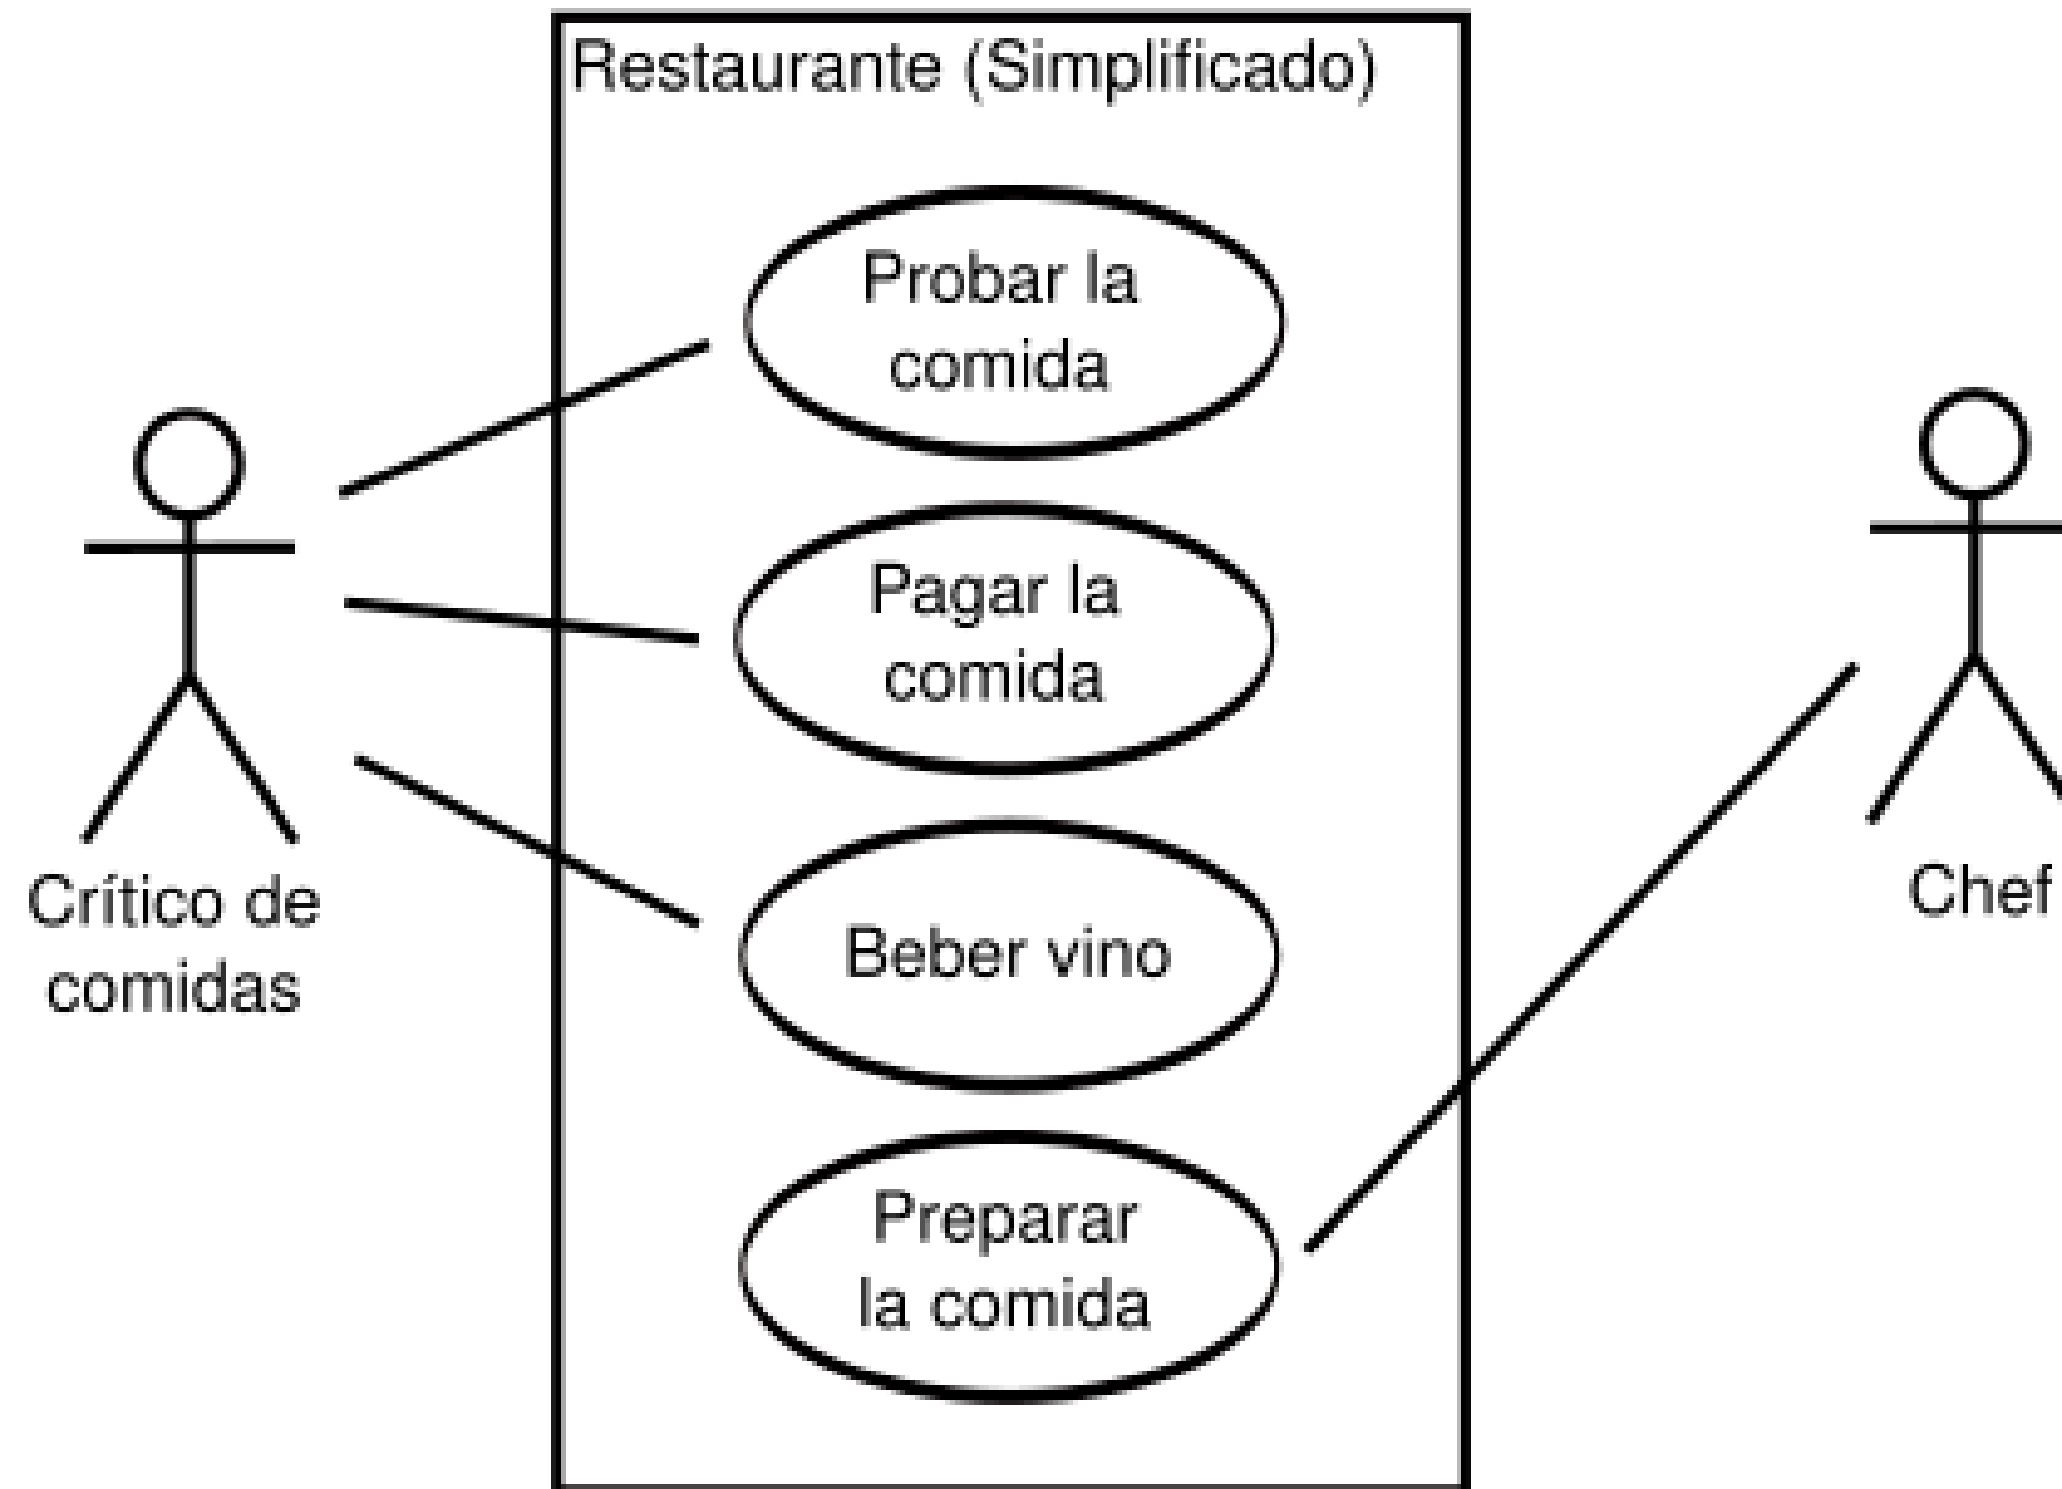 Restaurante (Simplificado)
Probar la
comida
Pagar la
comida
Beber vino
Preparar
la comida
Crítico de
comidas
Chef